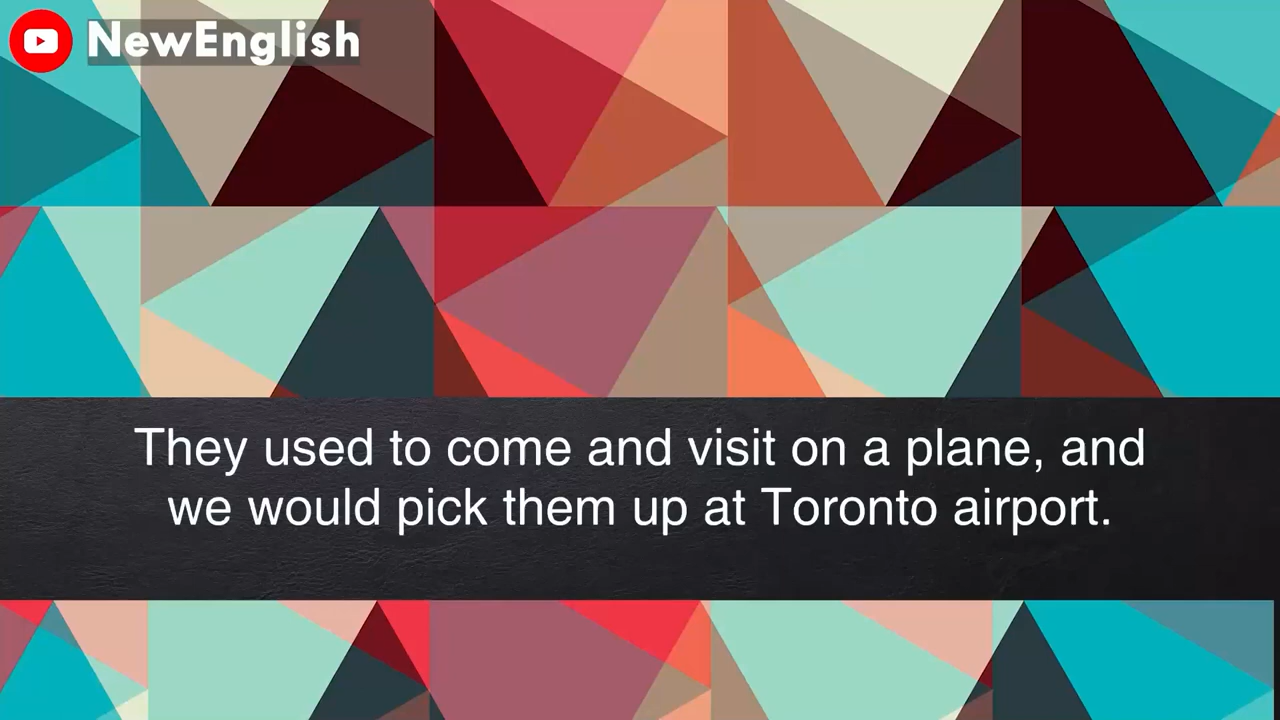 NewEnglish
They used to come and visit on a plane, and
we would pick them up at Toronto airport.